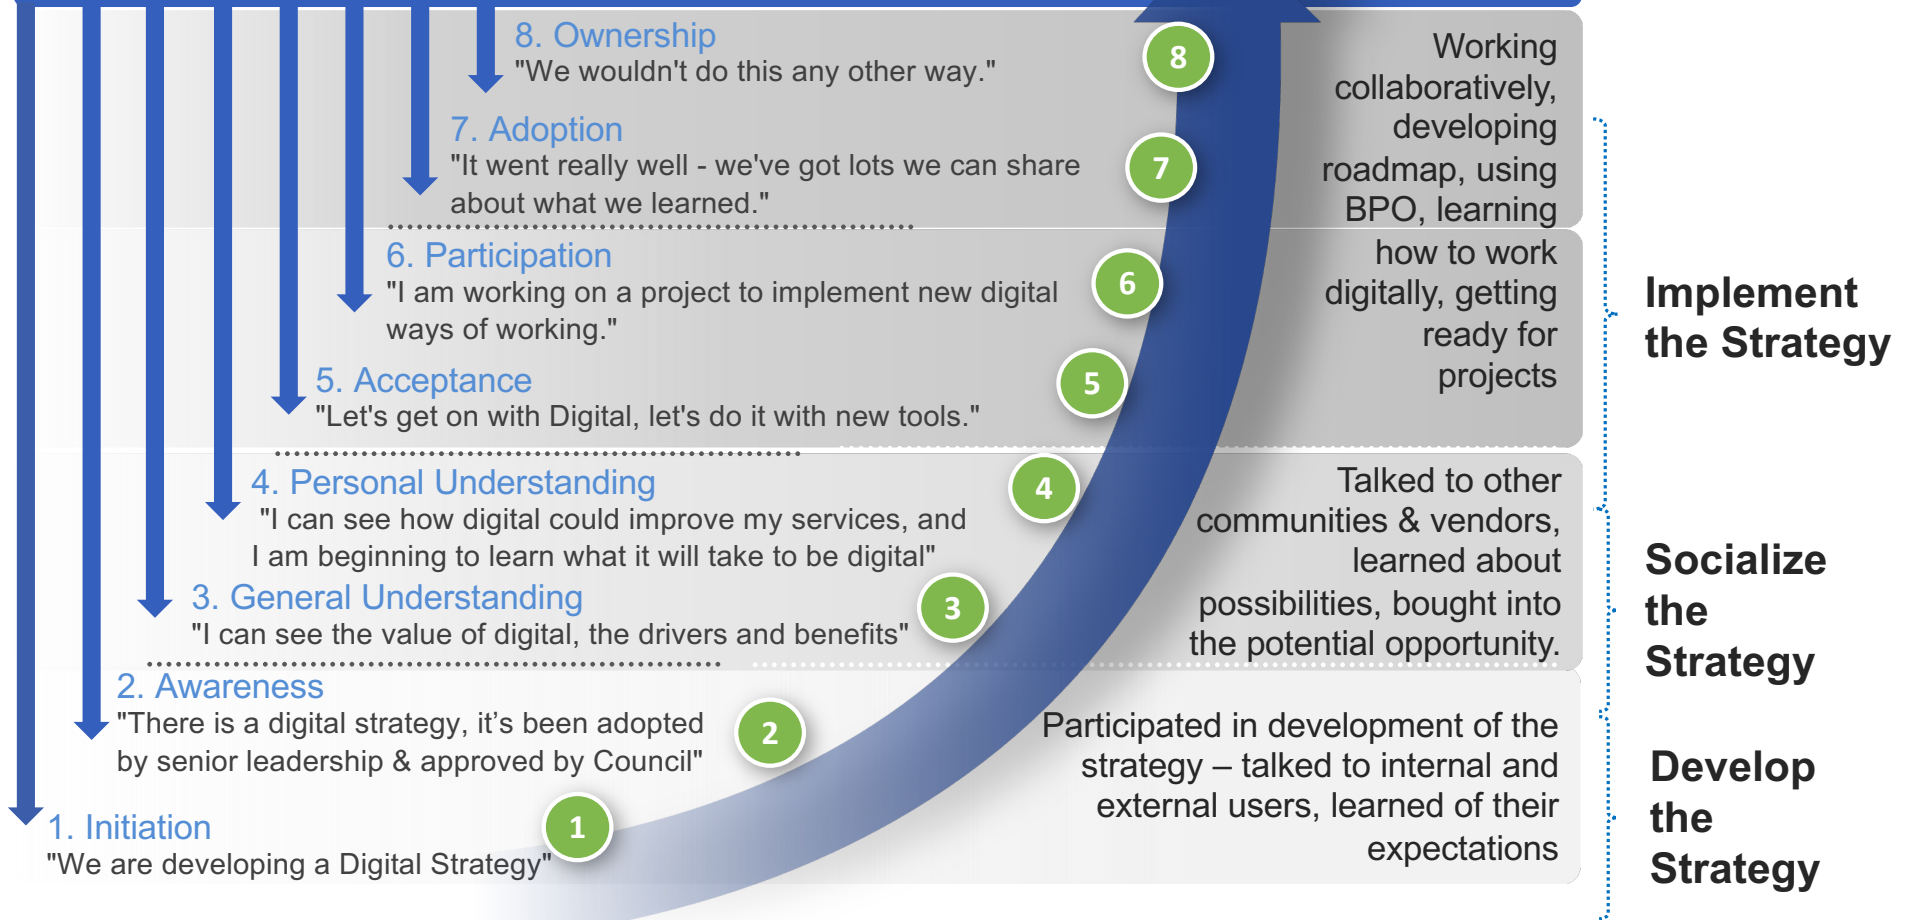 8. Ownership
"We wouldn't do this any other way."
7. Adoption
"It went really well - we've got lots we can share
about what we learned."
6. Participation
"I am working on a project to implement new digital
ways of working."
5. Acceptance
"Let's get on with Digital, let's do it with new tools."
4. Personal Understanding
"I can see how digital could improve my services, and
I am beginning to learn what it will take to be digital"
3. General Understanding
"I can see the value of digital, the drivers and benefits"
2. Awareness
"There is a digital strategy, it’s been adopted
by senior leadership & approved by Council"
1. Initiation
"We are developing a Digital Strategy"
8
7
6
5
4
3
2
1
Working
collaboratively,
developing
roadmap, using
BPO, learning
how to work
digitally, getting
ready for
projects
Talked to other
communities & vendors,
learned about
possibilities, bought into
the potential opportunity.
Participated in development of the
strategy – talked to internal and
external users, learned of their
expectations
Implement
the Strategy
Socialize
the
Strategy
Develop
the
Strategy